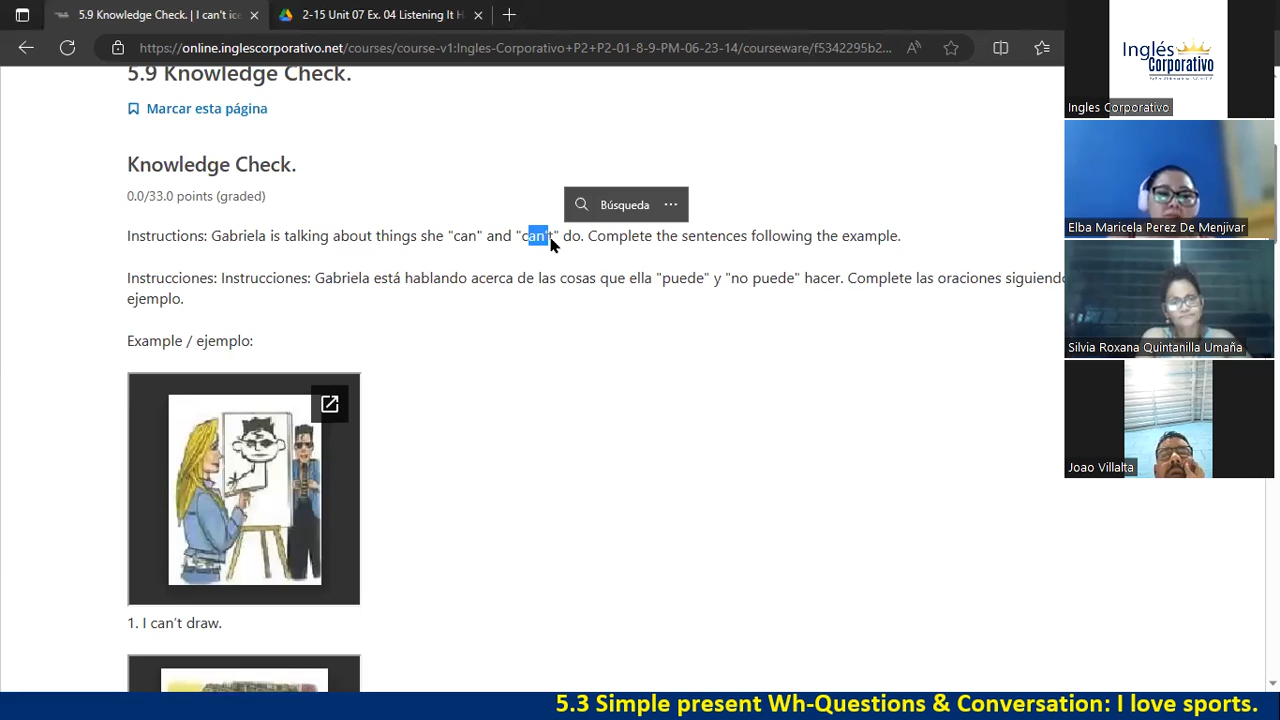 5.9 Knowledge Check. | I can't ice
2-15 Unit 07 Ex. 04 Listening It H
https://online.inglescorporativo.net/courses/course-v1:Ingles-Corporativo+P2+P2-01-8-9-PM-06-23-14/courseware/f5342295b2...
5.9 Knowledge Check.
Marcar esta página
Knowledge Check.
0.0/33.0 points (graded)
Búsqueda
Instructions: Gabriela is talking about things she "can" and "can't" do. Complete the sentences following the example.
Instrucciones: Instrucciones: Gabriela está hablando acerca de las cosas que ella "puede" y "no puede" hacer. Complete las oraciones siguiendo
ejemplo.
Example / ejemplo:
1. I can't draw.
Inglés
Corporativo
Ingles Corporativo
Elba Maricela Perez De Menjivar
Silvia Roxana Quintanilla Umaña
Joao Villalta
5.3 Simple present Wh-Questions & Conversation: I love sports.